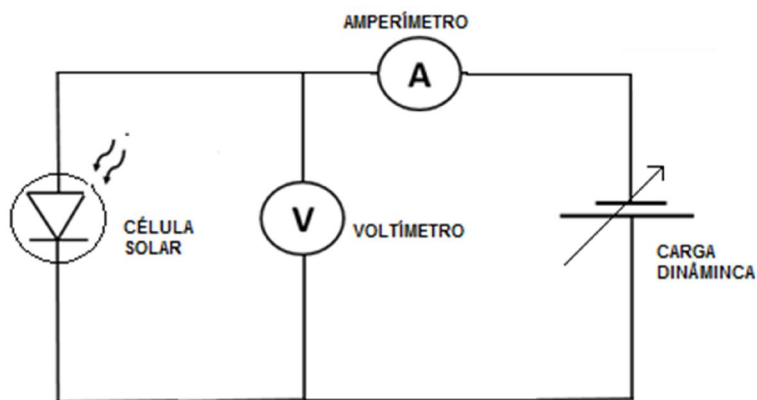 AMPERÍMETRO
A
CÉLULA
SOLAR
V
VOLTÍMETRO
CARGA
DINÂMINCA